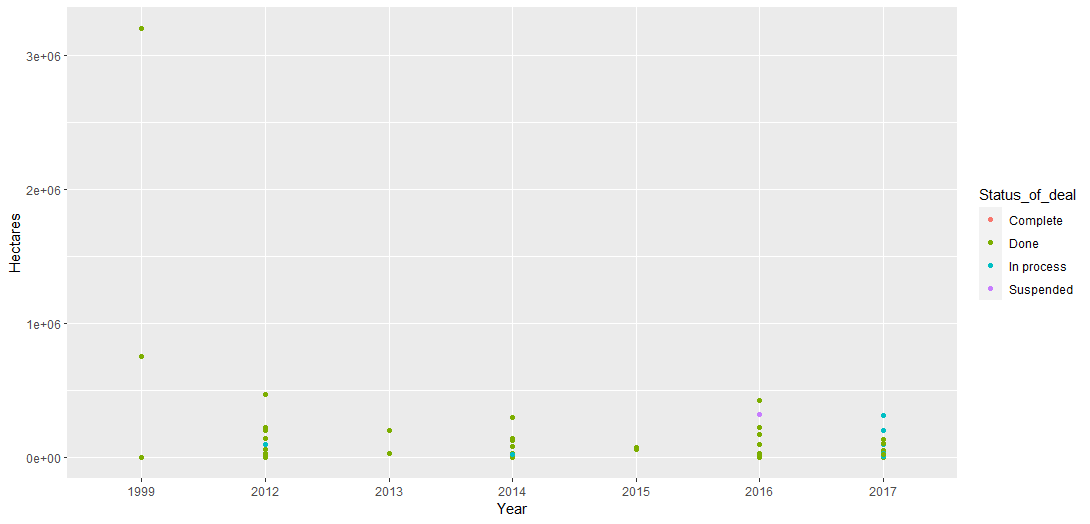 3e+06
2e+06
1e+06
0e+00
Hectares
1999 2012 2013 2014 2015 2016 2017
Year
Status_of_deal
Complete
Done
In process
Suspended